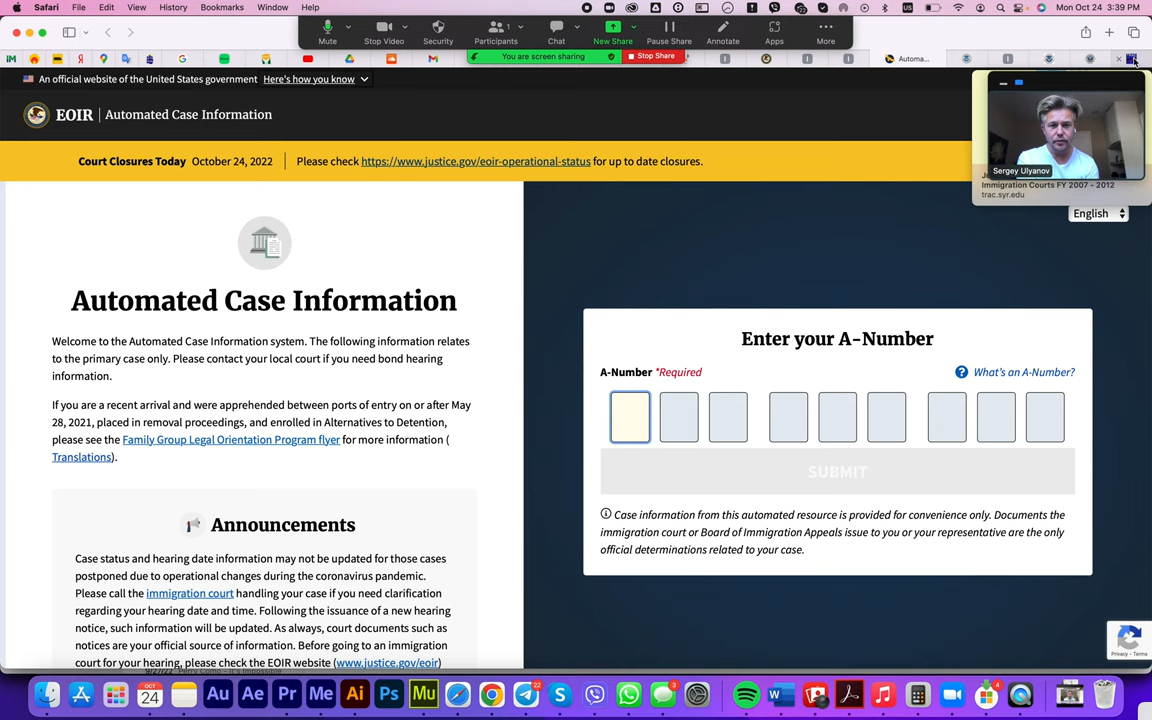 Safari File Edit View History Bookmarks Window Help
US
Mon Oct 24 3:39 PM
Mute Stop Video Security Participants 1 Chat New Share Pause Share Annotate Apps More
You are screen sharing
Stop Share
Automa...
An official website of the United States government Here's how you know
EOIR | Automated Case Information
Court Closures Today October 24, 2022 | Please check https://www.justice.gov/eoir-operational-status for up to date closures.
Sergey Ulyanov
Immigration Courts FY 2007 - 2012
trac.syr.edu
English
Automated Case Information
Welcome to the Automated Case Information system. The following information relates
to the primary case only. Please contact your local court if you need bond hearing
information.
If you are a recent arrival and were apprehended between ports of entry on or after May
28, 2021, placed in removal proceedings, and enrolled in Alternatives to Detention,
please see the Family Group Legal Orientation Program flyer for more information (
Translations).
Announcements
Case status and hearing date information may not be updated for those cases
postponed due to operational changes during the coronavirus pandemic.
Please call the immigration court handling your case if you need clarification
regarding your hearing date and time. Following the issuance of a new hearing
notice, such information will be updated. As always, court documents such as
notices are your official source of information. Before going to an immigration
court for your hearing, please check the EOIR website (www.justice.gov/eoir)
Enter your A-Number
A-Number *Required
What's an A-Number?
SUBMIT
Case information from this automated resource is provided for convenience only. Documents the
immigration court or Board of Immigration Appeals issue to you or your representative are the only
official determinations related to your case.
Privacy - Terms
OCT
24
Au Ae Pr Me Ai Ps Mu
22
3
4